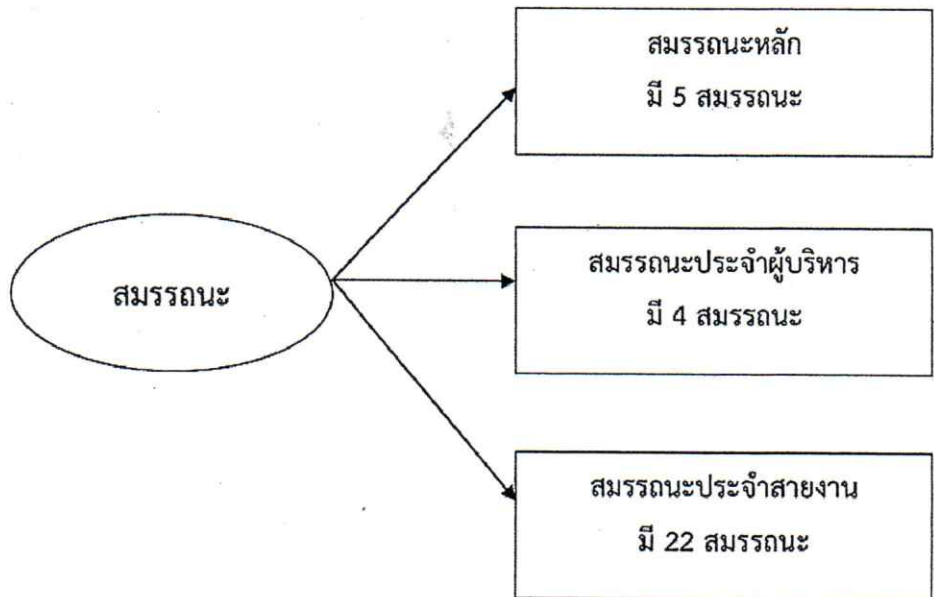 สมรรถนะหลัก
มี 5 สมรรถนะ
สมรรถนะ
สมรรถนะประจำผู้บริหาร
มี 4 สมรรถนะ
สมรรถนะประจำสายงาน
มี 22 สมรรถนะ